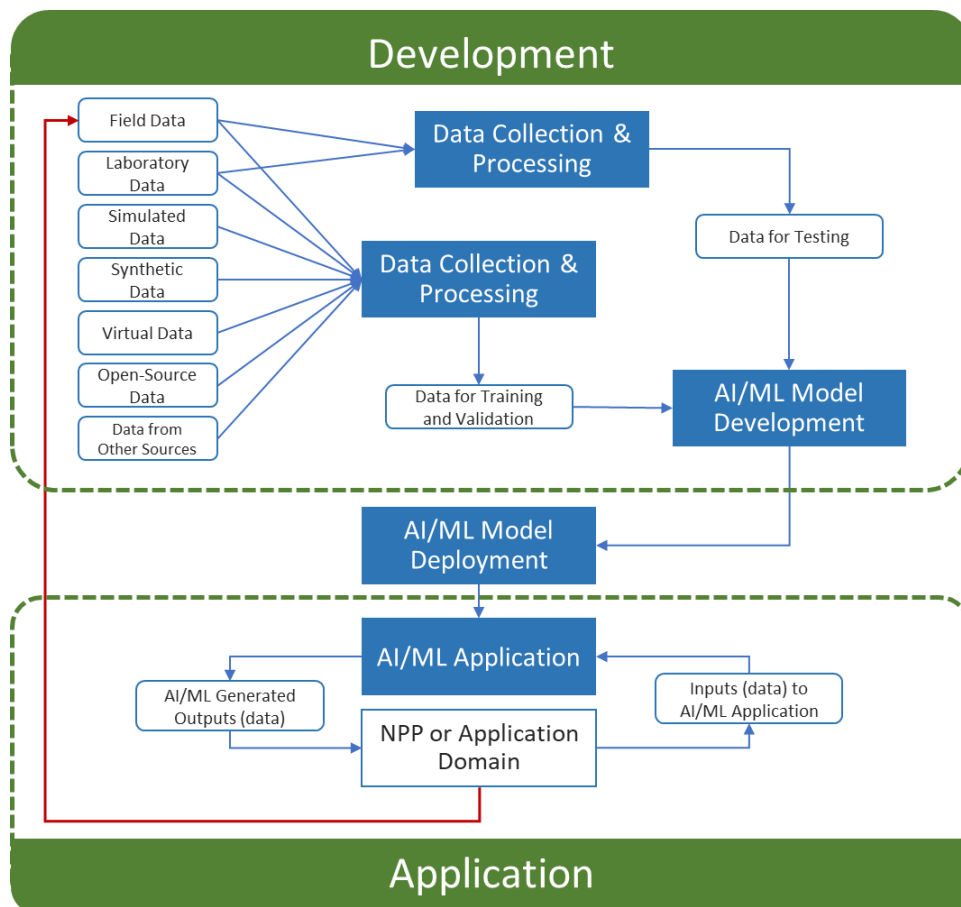 Development
Field Data
Laboratory
Data
Simulated
Data
Synthetic
Data
Virtual Data
Open-Source
Data
Data from
Other Sources
Data Collection &
Processing
Data for Testing
Data Collection &
Processing
Data for Training
and Validation
AI/ML Model
Development
AI/ML Model
Deployment
AI/ML Application
AI/ML Generated
Outputs (data)
Inputs (data) to
AI/ML Application
NPP or Application
Domain
Application